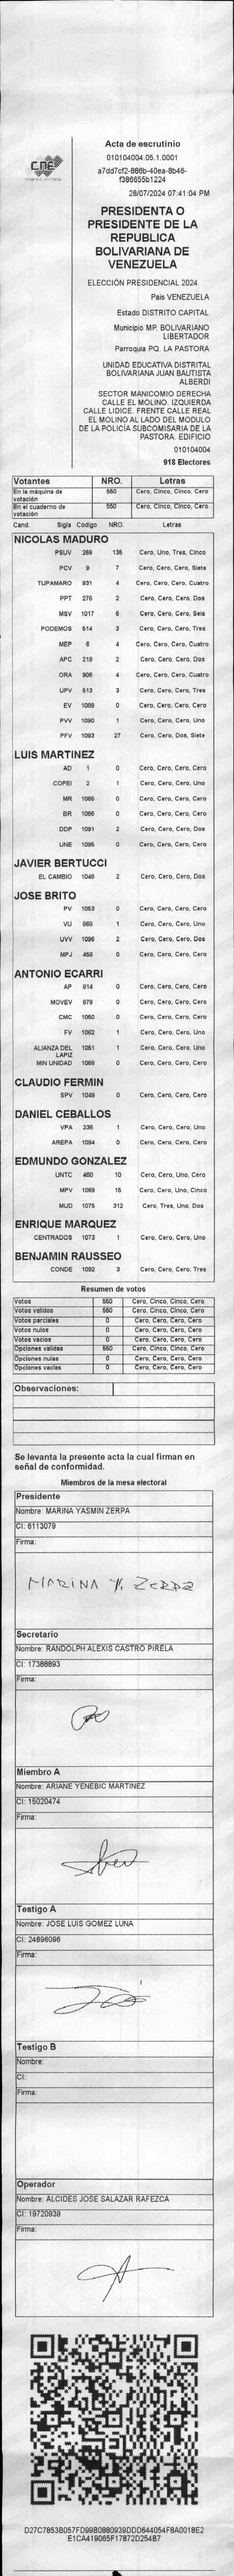 CNE
Acta de escrutinio
010104004.05.1.0001
a7dd7cf2-886b-40ea-8b46-
f386655b1224
28/07/2024 07:41:04 PM
PRESIDENTA O
PRESIDENTE DE LA
REPUBLICA
BOLIVARIANA DE
VENEZUELA
ELECCIÓN PRESIDENCIAL 2024
Pais VENEZUELA
Estado DISTRITO CAPITAL
Municipio MP. BOLIVARIANO
LIBERTADOR
Parroquia PQ. LA PASTORA
UNIDAD EDUCATIVA DISTRITAL
BOLIVARIANA JUAN BAUTISTA
ALBERDI
SECTOR MANICOMIO DERECHA
CALLE EL MOLINO. IZQUIERDA
CALLE LIDICE. FRENTE CALLE REAL
EL MOLINO AL LADO DEL MODULO
DE LA POLICÍA SUBCOMISARIA DE LA
PASTORA. EDIFICIO
010104004
918 Electores
Votantes NRO. Letras
En la máquina de votación 550 Cero, Cinco, Cinco, Cero
En el cuaderno de votación 550 Cero, Cinco, Cinco, Cero
Cand. Sigla Codigo NRO. Letras
NICOLAS MADURO
PSUV 269 135 Cero, Uno, Tres, Cinco
PCV 9 7 Cero, Cero, Cero, Siete
TUPAMARO 931 4 Cero, Cero, Cero, Cuatro
PPT 276 2 Cero, Cero, Cero, Dos
MSV 1017 6 Cero, Cero, Cero, Seis
PODEMOS 514 3 Cero, Cero, Cero, Tres
MEP 6 4 Cero, Cero, Cero, Cuatro
APC 219 2 Cero, Cero, Cero, Dos
ORA 906 4 Cero, Cero, Cero, Cuatro
UPV 613 3 Cero, Cero, Cero, Tres
EV 1089 0 Cero, Cero, Cero, Cero
PVV 1090 1 Cero, Cero, Cero, Uno
PFV 1093 27 Cero, Cero, Dos, Siete
LUIS MARTINEZ
AD 1 0 Cero, Cero, Cero, Cero
COPEI 2 1 Cero, Cero, Cero, Uno
MR 1065 0 Cero, Cero, Cero, Cero
BR 1066 0 Cero, Cero, Cero, Cero
DDP 1091 2 Cero, Cero, Cero, Dos
UNE 1095 0 Cero, Cero, Cero, Cero
JAVIER BERTUCCI
EL CAMBIO 1048 2 Cero, Cero, Cero, Dos
JOSE BRITO
PV 1053 0 Cero, Cero, Cero, Cero
VU 868 1 Cero, Cero, Cero, Uno
UVV 1096 2 Cero, Cero, Cero, Dos
MPJ 458 0 Cero, Cero, Cero, Cero
ANTONIO ECARRI
AP 814 0 Cero, Cero, Cero, Cero
MOVEV 878 0 Cero, Cero, Cero, Cero
CMC 1050 0 Cero, Cero, Cero, Cero
FV 1062 1 Cero, Cero, Cero, Uno
ALIANZA DEL LAPIZ 1051 1 Cero, Cero, Cero, Uno
MIN UNIDAD 1068 0 Cero, Cero, Cero, Cero
CLAUDIO FERMIN
SPV 1049 0 Cero, Cero, Cero, Cero
DANIEL CEBALLOS
VPA 236 1 Cero, Cero, Cero, Uno
AREPA 1094 0 Cero, Cero, Cero, Cero
EDMUNDO GONZALEZ
UNTC 450 10 Cero, Cero, Uno, Cero
MPV 1069 15 Cero, Cero, Uno, Cinco
MUD 1075 312 Cero, Tres, Uno, Dos
ENRIQUE MARQUEZ
CENTRADOS 1073 1 Cero, Cero, Cero, Uno
BENJAMIN RAUSSEO
CONDE 1092 3 Cero, Cero, Cero, Tres
Resumen de votos
Votos 550 Cero, Cinco, Cinco, Cero
Votos validos 550 Cero, Cinco, Cinco, Cero
Votos parciales 0 Cero, Cero, Cero, Cero
Votos nulos 0 Cero, Cero, Cero, Cero
Votos vacios 0 Cero, Cero, Cero, Cero
Opciones validas 550 Cero, Cinco, Cinco, Cero
Opciones nulas 0 Cero, Cero, Cero, Cero
Opciones vacias 0 Cero, Cero, Cero, Cero
Observaciones:
Se levanta la presente acta la cual firman en
señal de conformidad.
Miembros de la mesa electoral
Presidente
Nombre: MARINA YASMIN ZERPA
CI: 6113079
Firma:
MARINA Y. ZERPA
Secretario
Nombre: RANDOLPH ALEXIS CASTRO PIRELA
CI: 17388893
Firma:
Miembro A
Nombre: ARIANE YENEBIC MARTINEZ
CI: 15020474
Firma:
Testigo A
Nombre: JOSE LUIS GOMEZ LUNA
CI: 24896096
Firma:
Testigo B
Nombre:
CI:
Firma:
Operador
Nombre: ALCIDES JOSE SALAZAR RAFEZCA
CI: 19720939
Firma:
D27C7853B057FD99B0880939DDD644054F8A0018E2
E1CA419065F17872D254B7